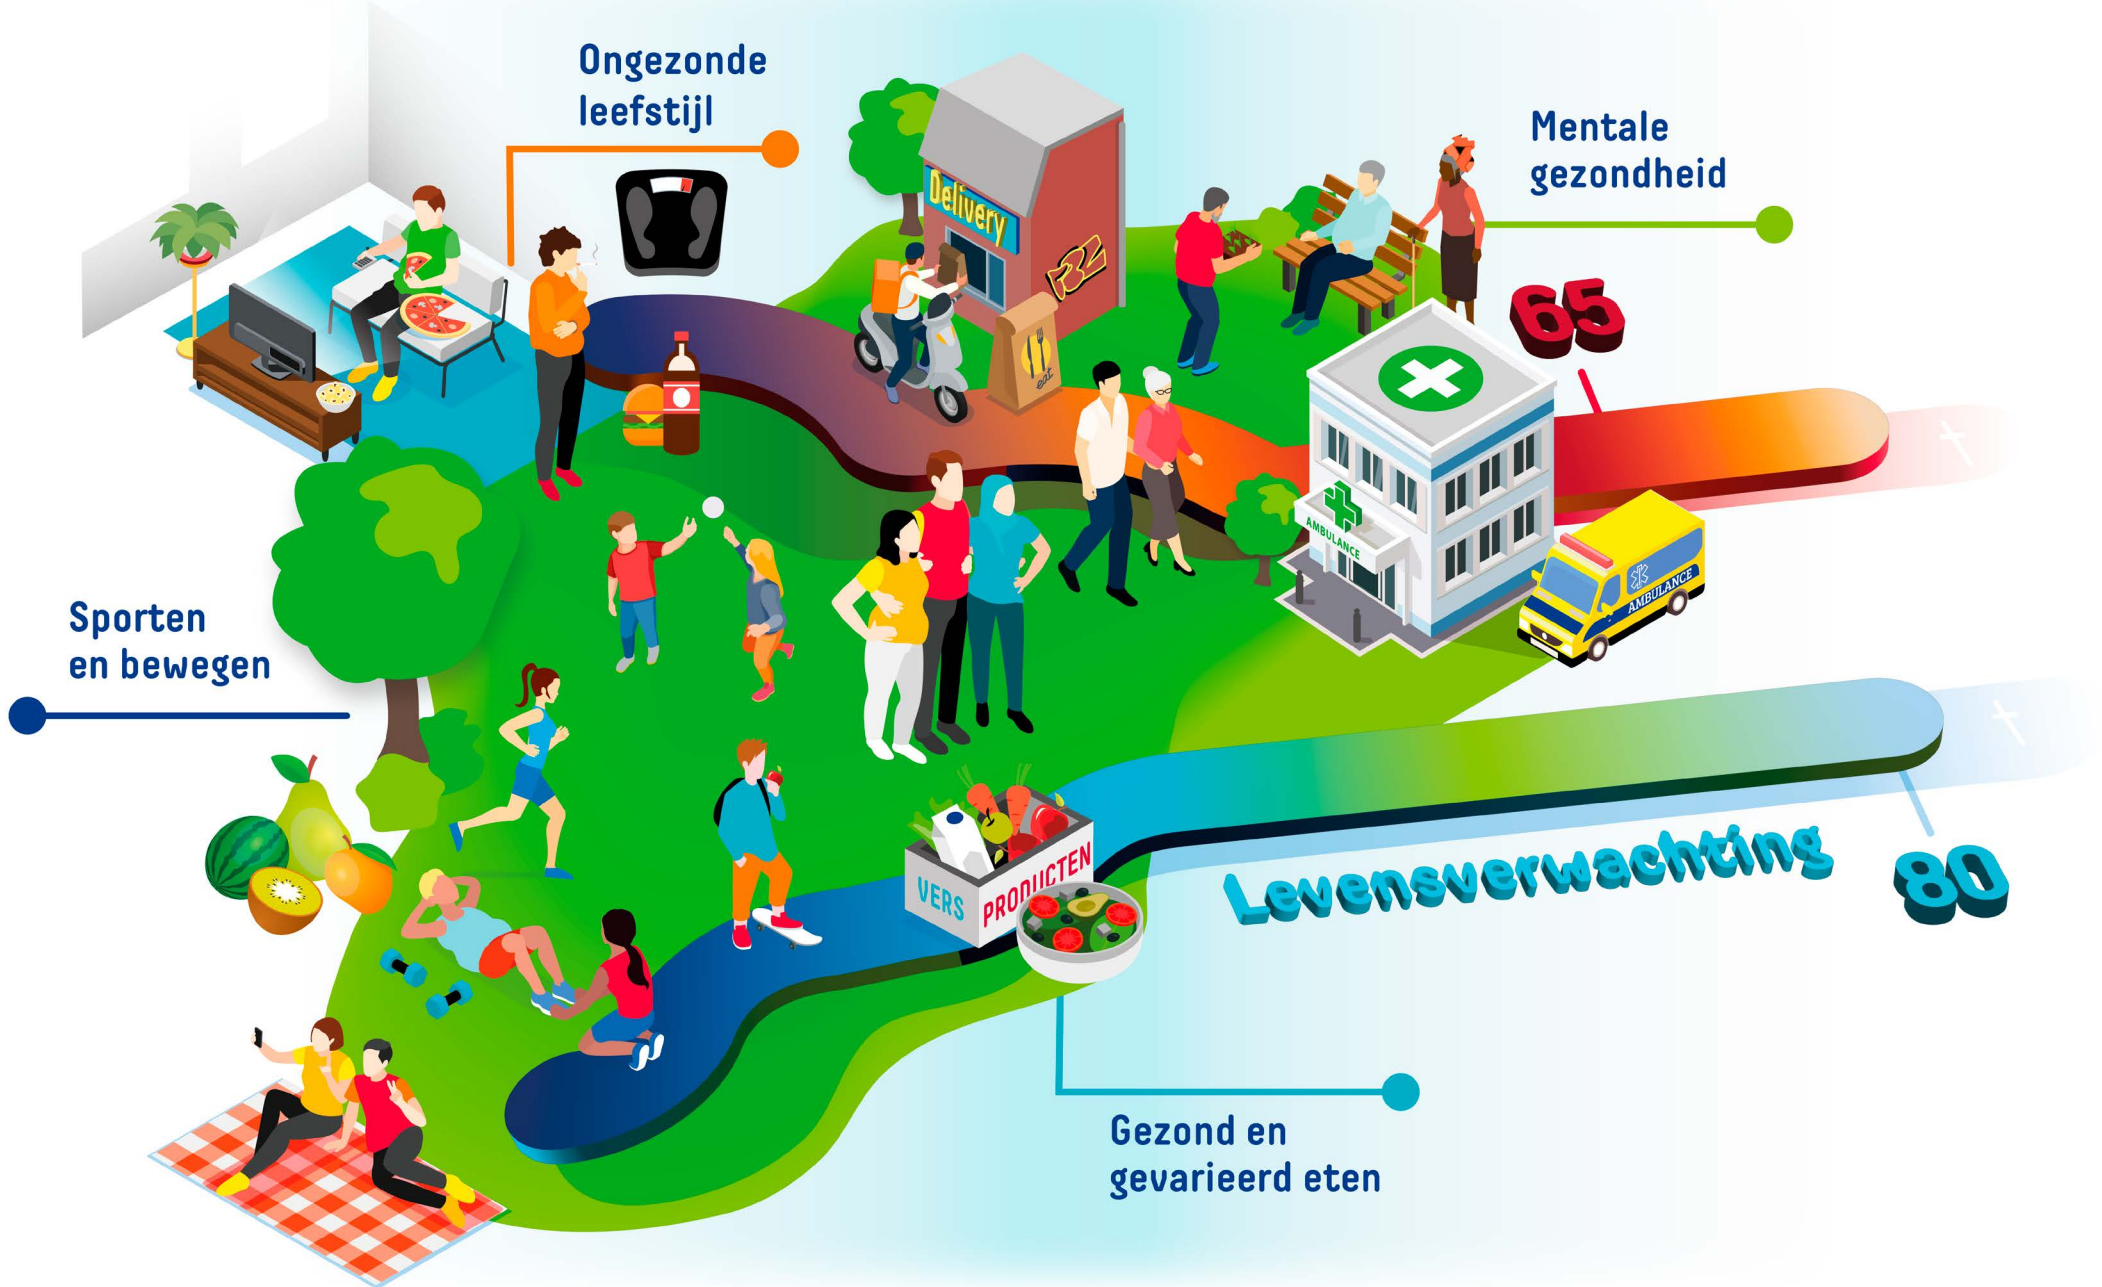 Ongezonde
leefstijl
Mentale
gezondheid
Delivery
eat
65
AMBULANCE
AMBULANCE
Sporten
en bewegen
VERS
PRODUCTEN
Levensverwachting
80
Gezond en
gevarieerd eten